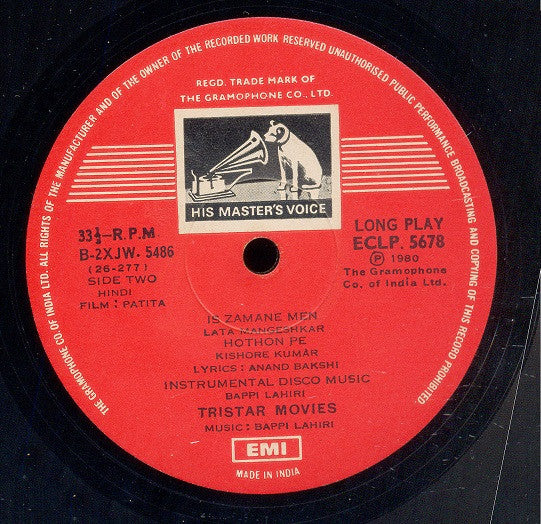 THE GRAMOPHONE CO. OF INDIA LTD. ALL RIGHTS OF THE MANUFACTURER AND OF THE OWNER OF THE RECORDED WORK RESERVED UNAUTHORISED PUBLIC PERFORMANCE BROADCASTING AND COPYING OF THIS RECORD PROHIBITED.
REGD. TRADE MARK OF
THE GRAMOPHONE CO., LTD.
HIS MASTER'S VOICE
33⅓-R.P.M
B-2XJW. 5486
(26-277)
SIDE TWO
HINDI
FILM : PATITA
LONG PLAY
ECLP. 5678
Ⓟ 1980
The Gramophone
Co. of India Ltd.
IS ZAMANE MEN
LATA MANGESHKAR
HOTHON PE
KISHORE KUMAR
LYRICS : ANAND BAKSHI
INSTRUMENTAL DISCO MUSIC
BAPPI LAHIRI
TRISTAR MOVIES
MUSIC : BAPPI LAHIRI
EMI
MADE IN INDIA